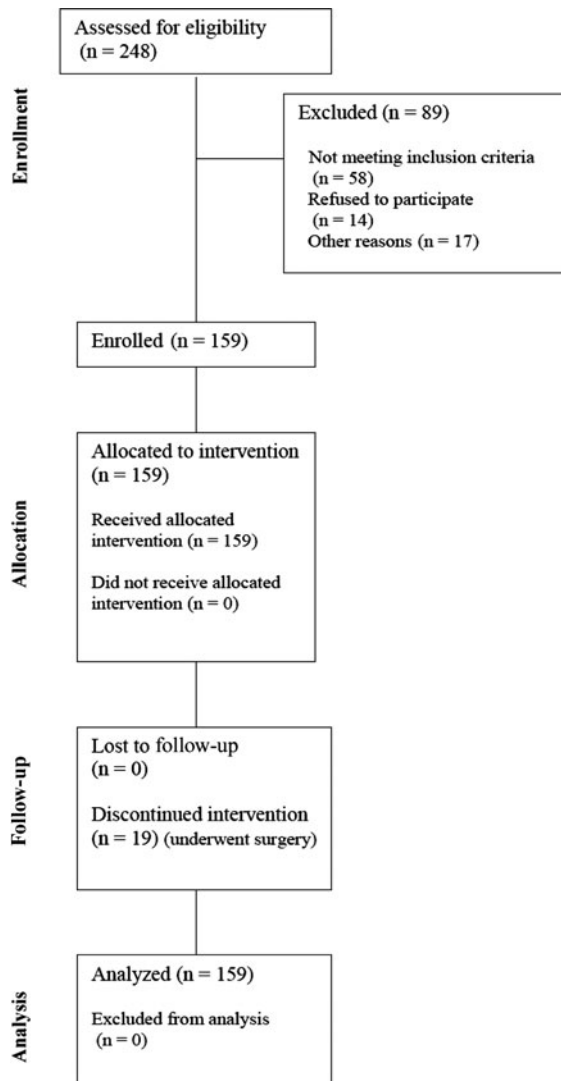 Assessed for eligibility
(n = 248)
Enrollment
Excluded (n = 89)
Not meeting inclusion criteria
(n = 58)
Refused to participate
(n = 14)
Other reasons (n = 17)
Enrolled (n = 159)
Allocation
Allocated to intervention
(n = 159)
Received allocated
intervention (n = 159)
Did not receive allocated
intervention (n = 0)
Follow-up
Lost to follow-up
(n = 0)
Discontinued intervention
(n = 19) (underwent surgery)
Analysis
Analyzed (n = 159)
Excluded from analysis
(n = 0)